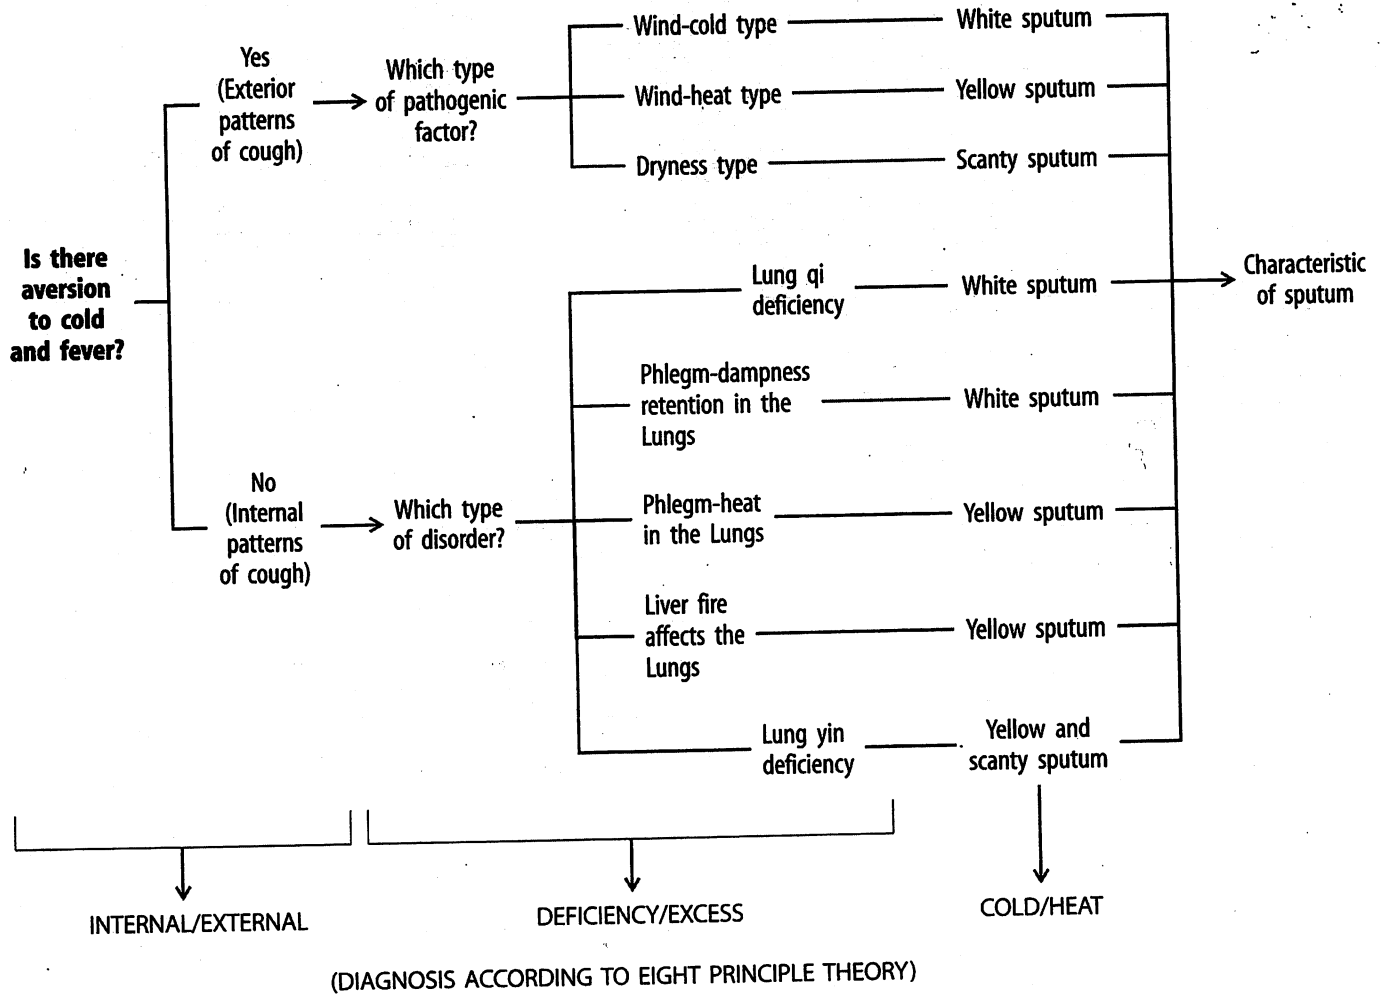 Is there
aversion
to cold
and fever?
Yes
(Exterior
patterns
of cough)
Which type
of pathogenic
factor?
Wind-cold type
White sputum
Wind-heat type
Yellow sputum
Dryness type
Scanty sputum
No
(Internal
patterns
of cough)
Which type
of disorder?
Lung qi
deficiency
White sputum
Phlegm-dampness
retention in the
Lungs
White sputum
Phlegm-heat
in the Lungs
Yellow sputum
Liver fire
affects the
Lungs
Yellow sputum
Lung yin
deficiency
Yellow and
scanty sputum
Characteristic
of sputum
INTERNAL/EXTERNAL
DEFICIENCY/EXCESS
COLD/HEAT
(DIAGNOSIS ACCORDING TO EIGHT PRINCIPLE THEORY)